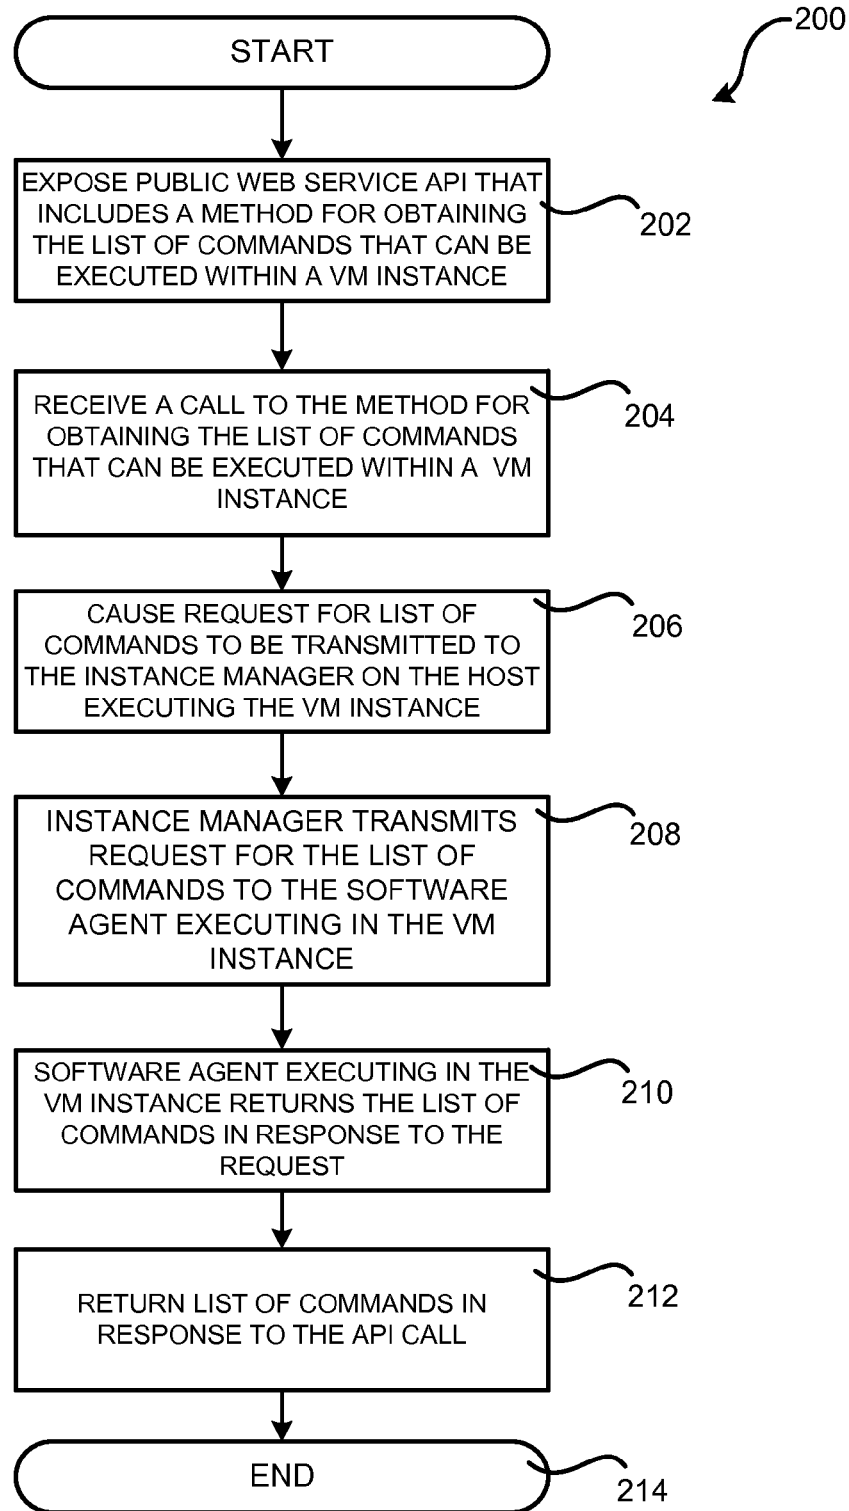 START
200
EXPOSE PUBLIC WEB SERVICE API THAT
INCLUDES A METHOD FOR OBTAINING
THE LIST OF COMMANDS THAT CAN BE
EXECUTED WITHIN A VM INSTANCE
202
RECEIVE A CALL TO THE METHOD FOR
OBTAINING THE LIST OF COMMANDS
THAT CAN BE EXECUTED WITHIN A VM
INSTANCE
204
CAUSE REQUEST FOR LIST OF
COMMANDS TO BE TRANSMITTED TO
THE INSTANCE MANAGER ON THE HOST
EXECUTING THE VM INSTANCE
206
INSTANCE MANAGER TRANSMITS
REQUEST FOR THE LIST OF
COMMANDS TO THE SOFTWARE
AGENT EXECUTING IN THE VM
INSTANCE
208
SOFTWARE AGENT EXECUTING IN THE
VM INSTANCE RETURNS THE LIST OF
COMMANDS IN RESPONSE TO THE
REQUEST
210
RETURN LIST OF COMMANDS IN
RESPONSE TO THE API CALL
212
END
214